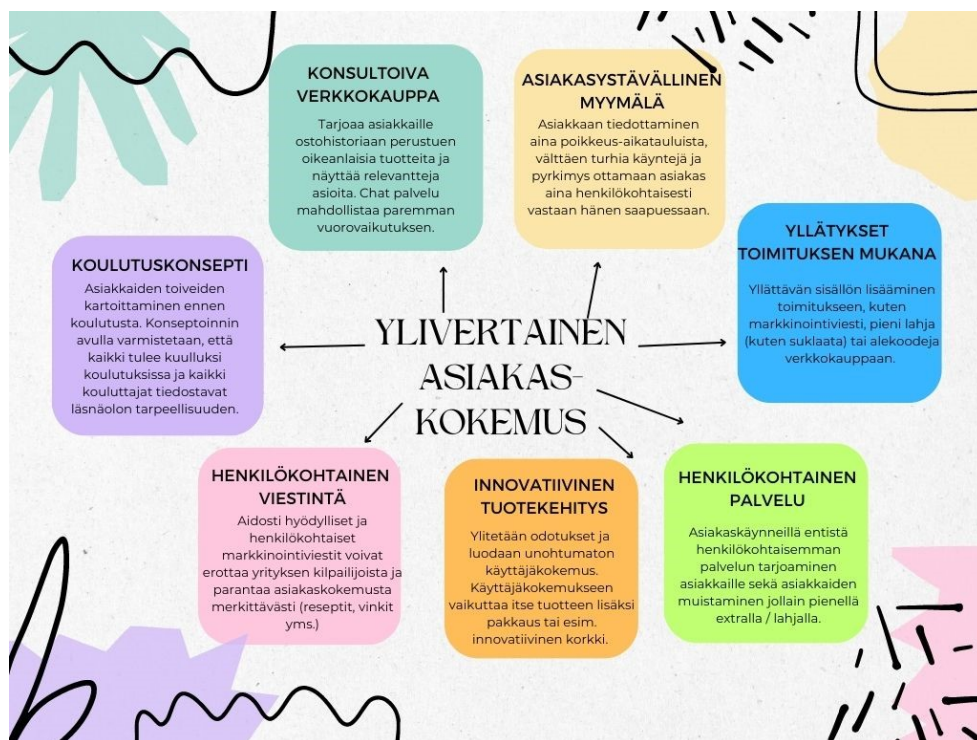 KONSULTOIVA
VERKKOKAUPPA
Tarjoaa asiakkaille
ostohistoriaan perustuen
oikeanlaisia tuotteita ja
näyttää relevantteja
asioita. Chat palvelu
mahdollistaa paremman
vuorovaikutuksen.
ASIAKASYSTÄVÄLLINEN
MYYMÄLÄ
Asiakkaan tiedottaminen
aina poikkeus-aikatauluista,
välttäen turhia käyntejä ja
pyrkimys ottamaan asiakas
aina henkilökohtaisesti
vastaan hänen saapuessaan.
YLLÄTYKSET
TOIMITUKSEN MUKANA
Yllättävän sisällön lisääminen
toimitukseen, kuten
markkinointiviesti, pieni lahja
(kuten suklaata) tai alekoodeja
verkkokauppaan.
KOULUTUSKONSEPTI
Asiakkaiden toiveiden
kartoittaminen ennen
koulutusta. Konseptoinnin
avulla varmistetaan, että
kaikki tulee kuulluksi
koulutuksissa ja kaikki
kouluttajat tiedostavat
läsnäolon tarpeellisuuden.
YLIVERTAINEN
ASIAKAS-
KOKEMUS
HENKILÖKOHTAINEN
VIESTINTÄ
Aidosti hyödylliset ja
henkilökohtaiset
markkinointiviestit voivat
erottaa yrityksen kilpailijoista ja
parantaa asiakaskokemusta
merkittävästi (reseptit, vinkit
yms.)
INNOVATIIVINEN
TUOTEKEHITYS
Ylitetään odotukset ja
luodaan unohtumaton
käyttäjäkokemus.
Käyttäjäkokemukseen
vaikuttaa itse tuotteen lisäksi
pakkaus tai esim.
innovatiivinen korkki.
HENKILÖKOHTAINEN
PALVELU
Asiakaskäynneillä entistä
henkilökohtaisemman
palvelun tarjoaminen
asiakkaille sekä asiakkaiden
muistaminen jollain pienellä
extralla / lahjalla.